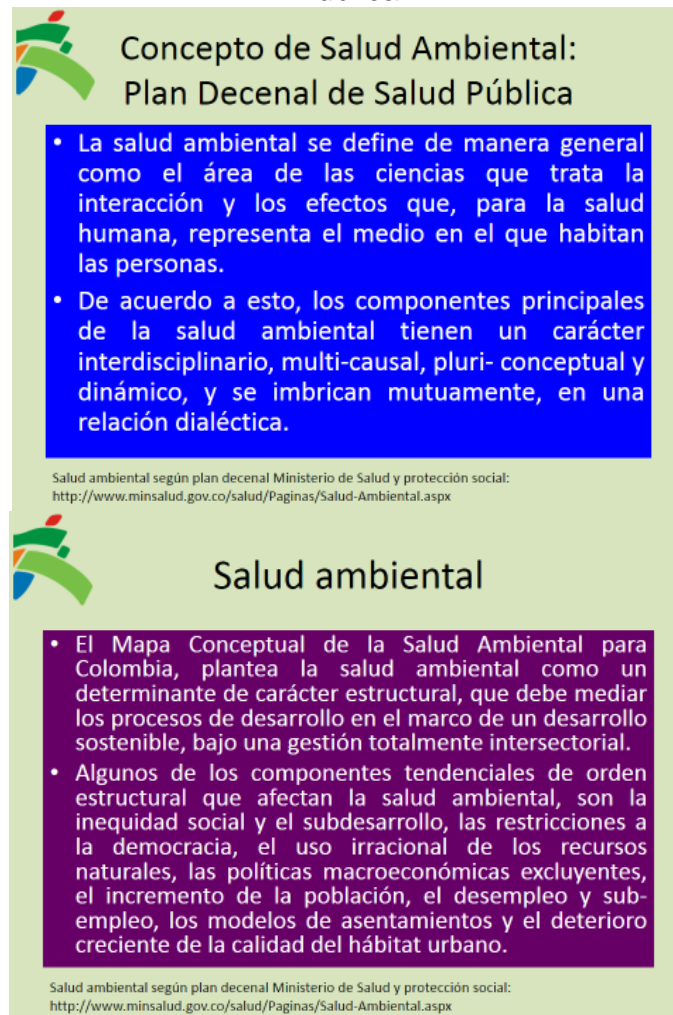 Concepto de Salud Ambiental:
Plan Decenal de Salud Pública
• La salud ambiental se define de manera general
como el área de las ciencias que trata la
interacción y los efectos que, para la salud
humana, representa el medio en el que habitan
las personas.
• De acuerdo a esto, los componentes principales
de la salud ambiental tienen un carácter
interdisciplinario, multi-causal, pluri- conceptual y
dinámico, y se imbrican mutuamente, en una
relación dialéctica.
Salud ambiental según plan decenal Ministerio de Salud y protección social:
http://www.minsalud.gov.co/salud/Paginas/Salud-Ambiental.aspx
Salud ambiental
• El Mapa Conceptual de la Salud Ambiental para
Colombia, plantea la salud ambiental como un
determinante de carácter estructural, que debe mediar
los procesos de desarrollo en el marco de un desarrollo
sostenible, bajo una gestión totalmente intersectorial.
• Algunos de los componentes tendenciales de orden
estructural que afectan la salud ambiental, son la
inequidad social y el subdesarrollo, las restricciones a
la democracia, el uso irracional de los recursos
naturales, las políticas macroeconómicas excluyentes,
el incremento de la población, el desempleo y sub-
empleo, los modelos de asentamientos y el deterioro
creciente de la calidad del hábitat urbano.
Salud ambiental según plan decenal Ministerio de Salud y protección social:
http://www.minsalud.gov.co/salud/Paginas/Salud-Ambiental.aspx